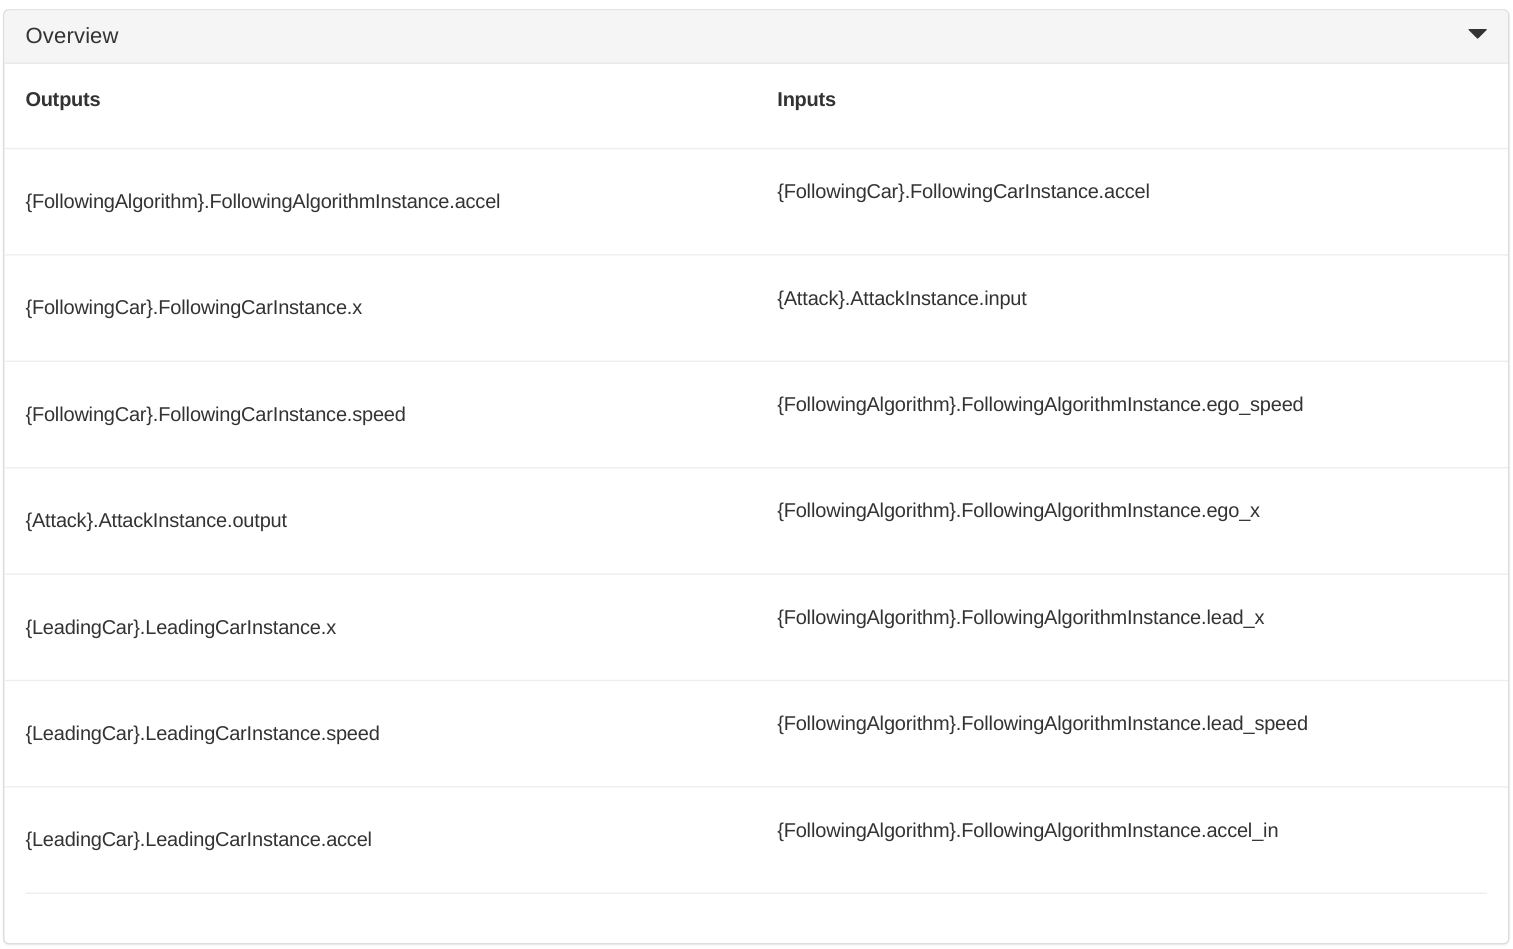 Overview
Outputs Inputs
{FollowingAlgorithm}.FollowingAlgorithmInstance.accel {FollowingCar}.FollowingCarInstance.accel
{FollowingCar}.FollowingCarInstance.x {Attack}.AttackInstance.input
{FollowingCar}.FollowingCarInstance.speed {FollowingAlgorithm}.FollowingAlgorithmInstance.ego_speed
{Attack}.AttackInstance.output {FollowingAlgorithm}.FollowingAlgorithmInstance.ego_x
{LeadingCar}.LeadingCarInstance.x {FollowingAlgorithm}.FollowingAlgorithmInstance.lead_x
{LeadingCar}.LeadingCarInstance.speed {FollowingAlgorithm}.FollowingAlgorithmInstance.lead_speed
{LeadingCar}.LeadingCarInstance.accel {FollowingAlgorithm}.FollowingAlgorithmInstance.accel_in